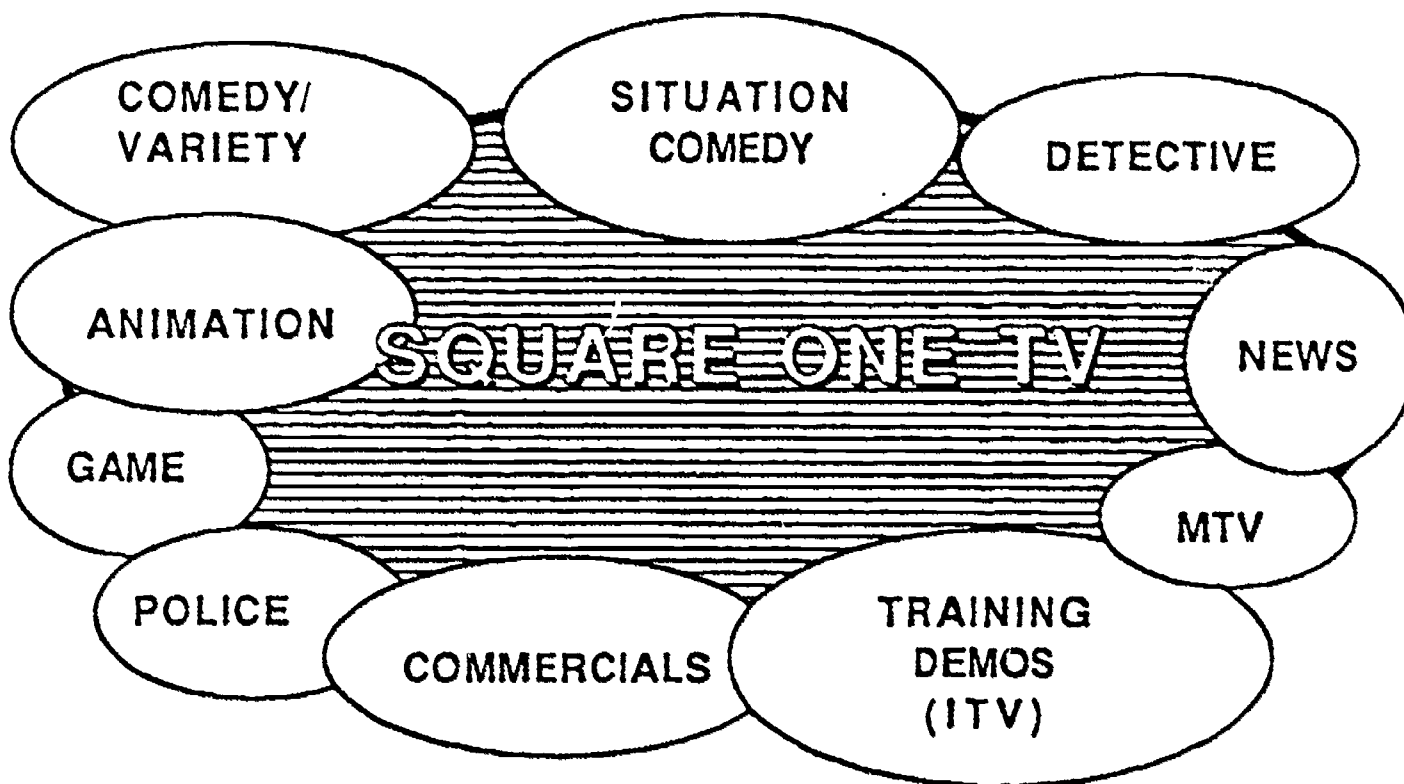 COMEDY/
VARIETY
SITUATION
COMEDY
DETECTIVE
ANIMATION
SQUARE ONE TV
NEWS
GAME
MTV
POLICE
COMMERCIALS
TRAINING
DEMOS
(ITV)